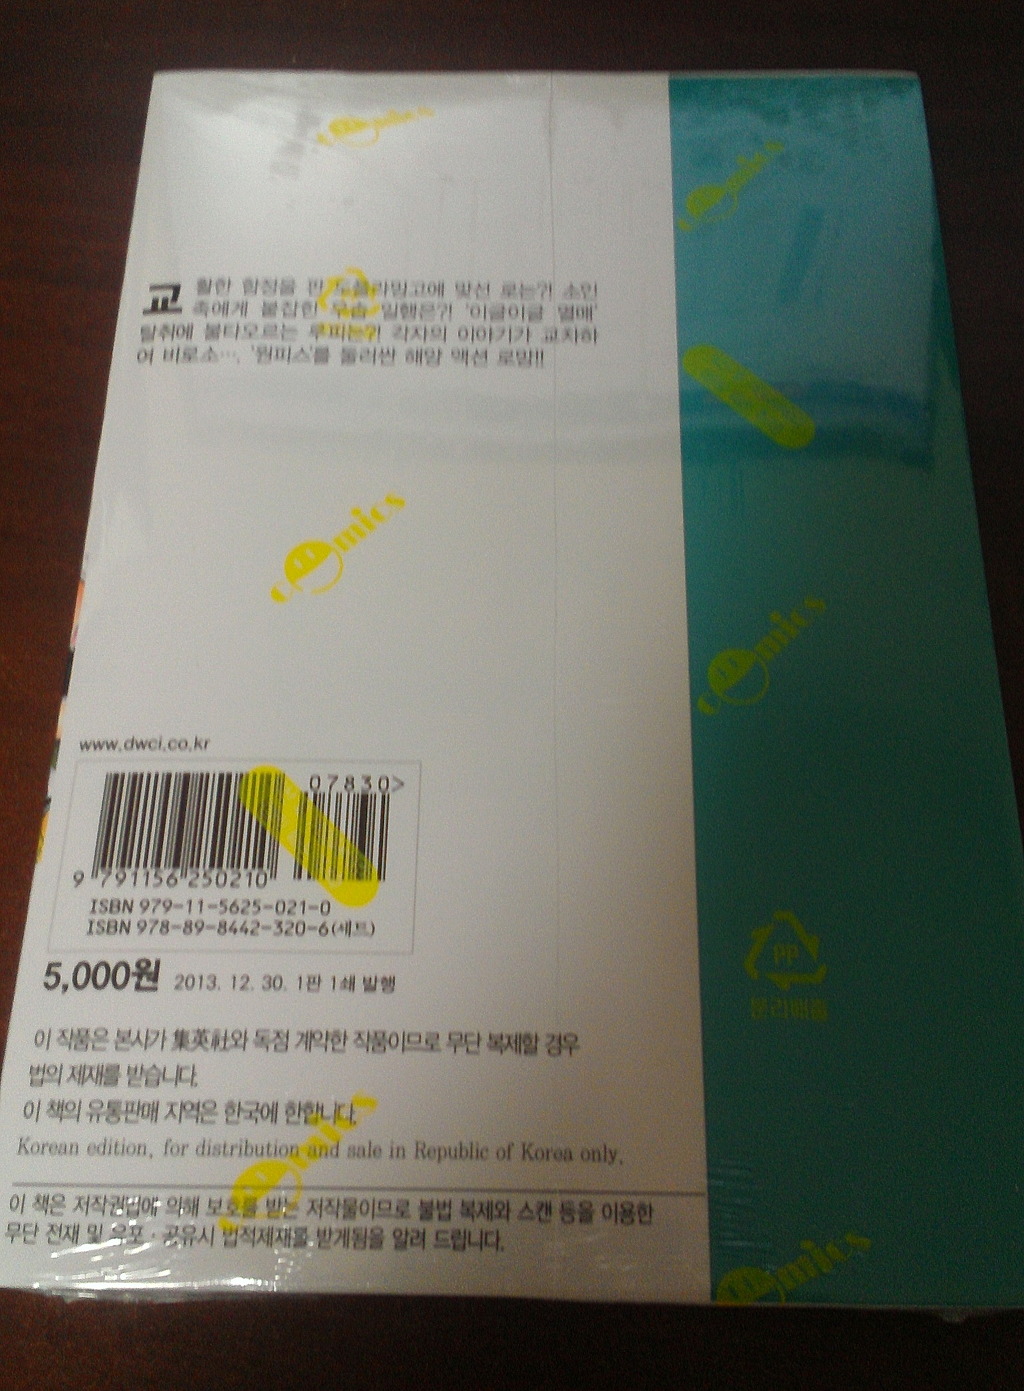 교활한 함정을 판 도플라밍고에 맞선 로는?! 소인
족에게 붙잡힌 우솝 일행은?! '이글이글 열매'
탈취에 불타오르는 루피는?! 각자의 이야기가 교차하
여 비로소…, '원피스'를 둘러싼 해양 액션 로망!!
www.dwci.co.kr
07830>
9 791156 250210
ISBN 979-11-5625-021-0
ISBN 978-89-8442-320-6(세트)
5,000원 2013. 12. 30. 1판 1쇄 발행
이 작품은 본사가 集英社와 독점 계약한 작품이므로 무단 복제할 경우
법의 제재를 받습니다.
이 책의 유통판매 지역은 한국에 한합니다.
Korean edition, for distribution and sale in Republic of Korea only.
이 책은 저작권법에 의해 보호를 받는 저작물이므로 불법 복제와 스캔 등을 이용한
무단 전재 및 유포·공유시 법적제재를 받게됨을 알려 드립니다.
comics
comics
comics
comics
comics
comics
PP
분리배출